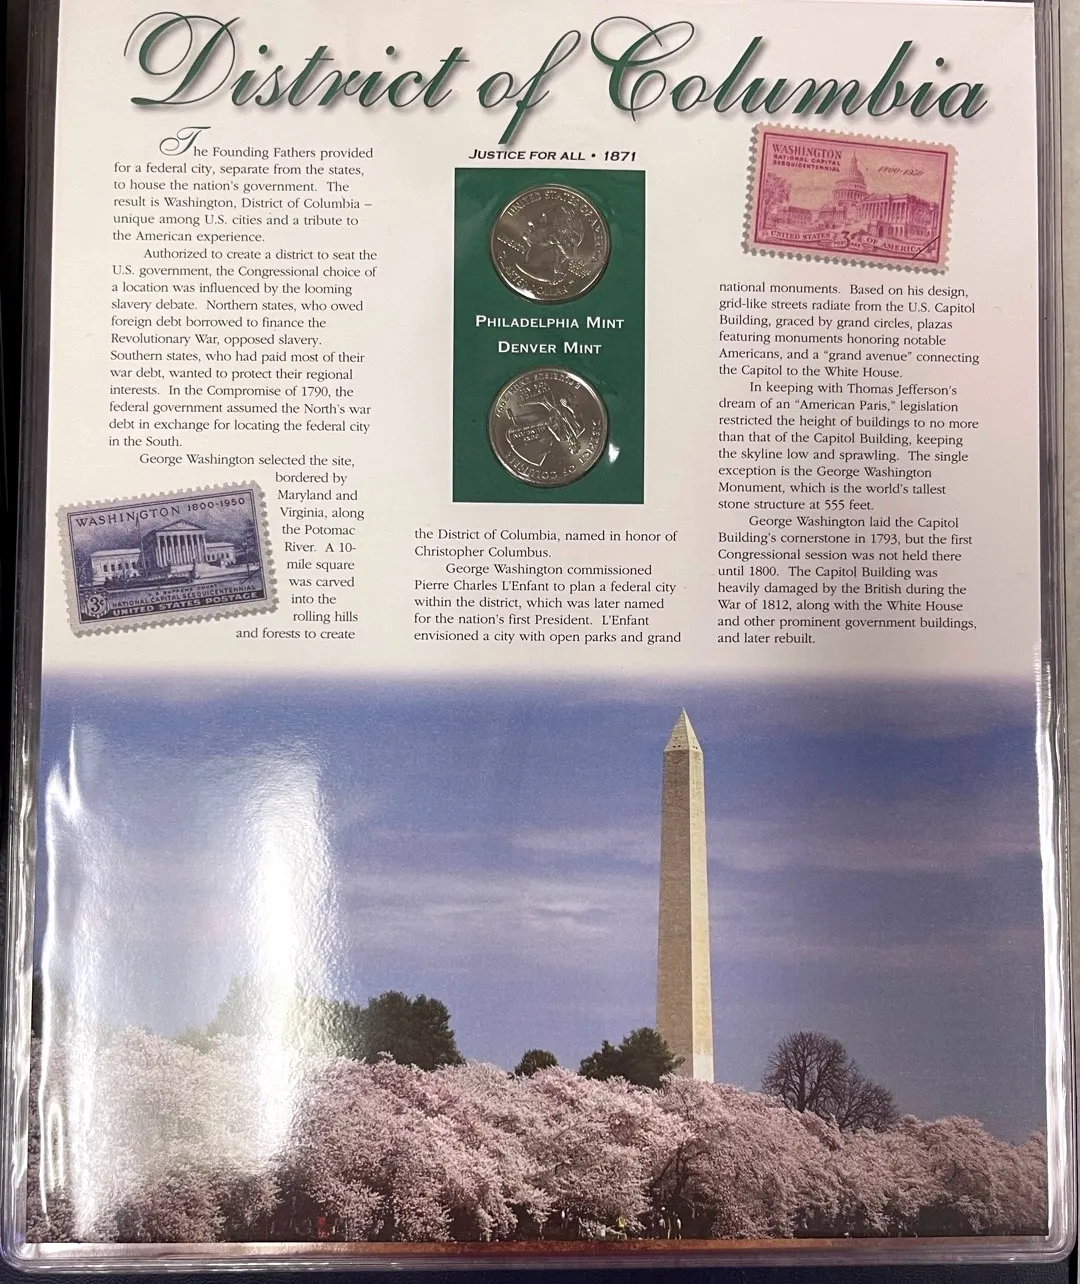 District of Columbia
The Founding Fathers provided
for a federal city, separate from the states,
to house the nation's government. The
result is Washington, District of Columbia –
unique among U.S. cities and a tribute to
the American experience.
Authorized to create a district to seat the
U.S. government, the Congressional choice of
a location was influenced by the looming
slavery debate. Northern states, who owed
foreign debt borrowed to finance the
Revolutionary War, opposed slavery.
Southern states, who had paid most of their
war debt, wanted to protect their regional
interests. In the Compromise of 1790, the
federal government assumed the North's war
debt in exchange for locating the federal city
in the South.
George Washington selected the site,
bordered by
Maryland and
Virginia, along
the Potomac
River. A 10-
mile square
was carved
into the
rolling hills
and forests to create
WASHINGTON 1800-1950
NATIONAL CAPITAL SESQUICENTENNIAL
3¢ UNITED STATES POSTAGE
JUSTICE FOR ALL • 1871
UNITED STATES OF AMERICA
LIBERTY
QUARTER DOLLAR
PHILADELPHIA MINT
DENVER MINT
DISTRICT OF COLUMBIA
the District of Columbia, named in honor of
Christopher Columbus.
George Washington commissioned
Pierre Charles L'Enfant to plan a federal city
within the district, which was later named
for the nation's first President. L'Enfant
envisioned a city with open parks and grand
WASHINGTON
NATIONAL CAPITAL
SESQUICENTENNIAL
1800-1950
UNITED STATES 3¢ OF AMERICA
national monuments. Based on his design,
grid-like streets radiate from the U.S. Capitol
Building, graced by grand circles, plazas
featuring monuments honoring notable
Americans, and a "grand avenue" connecting
the Capitol to the White House.
In keeping with Thomas Jefferson's
dream of an "American Paris," legislation
restricted the height of buildings to no more
than that of the Capitol Building, keeping
the skyline low and sprawling. The single
exception is the George Washington
Monument, which is the world's tallest
stone structure at 555 feet.
George Washington laid the Capitol
Building's cornerstone in 1793, but the first
Congressional session was not held there
until 1800. The Capitol Building was
heavily damaged by the British during the
War of 1812, along with the White House
and other prominent government buildings,
and later rebuilt.